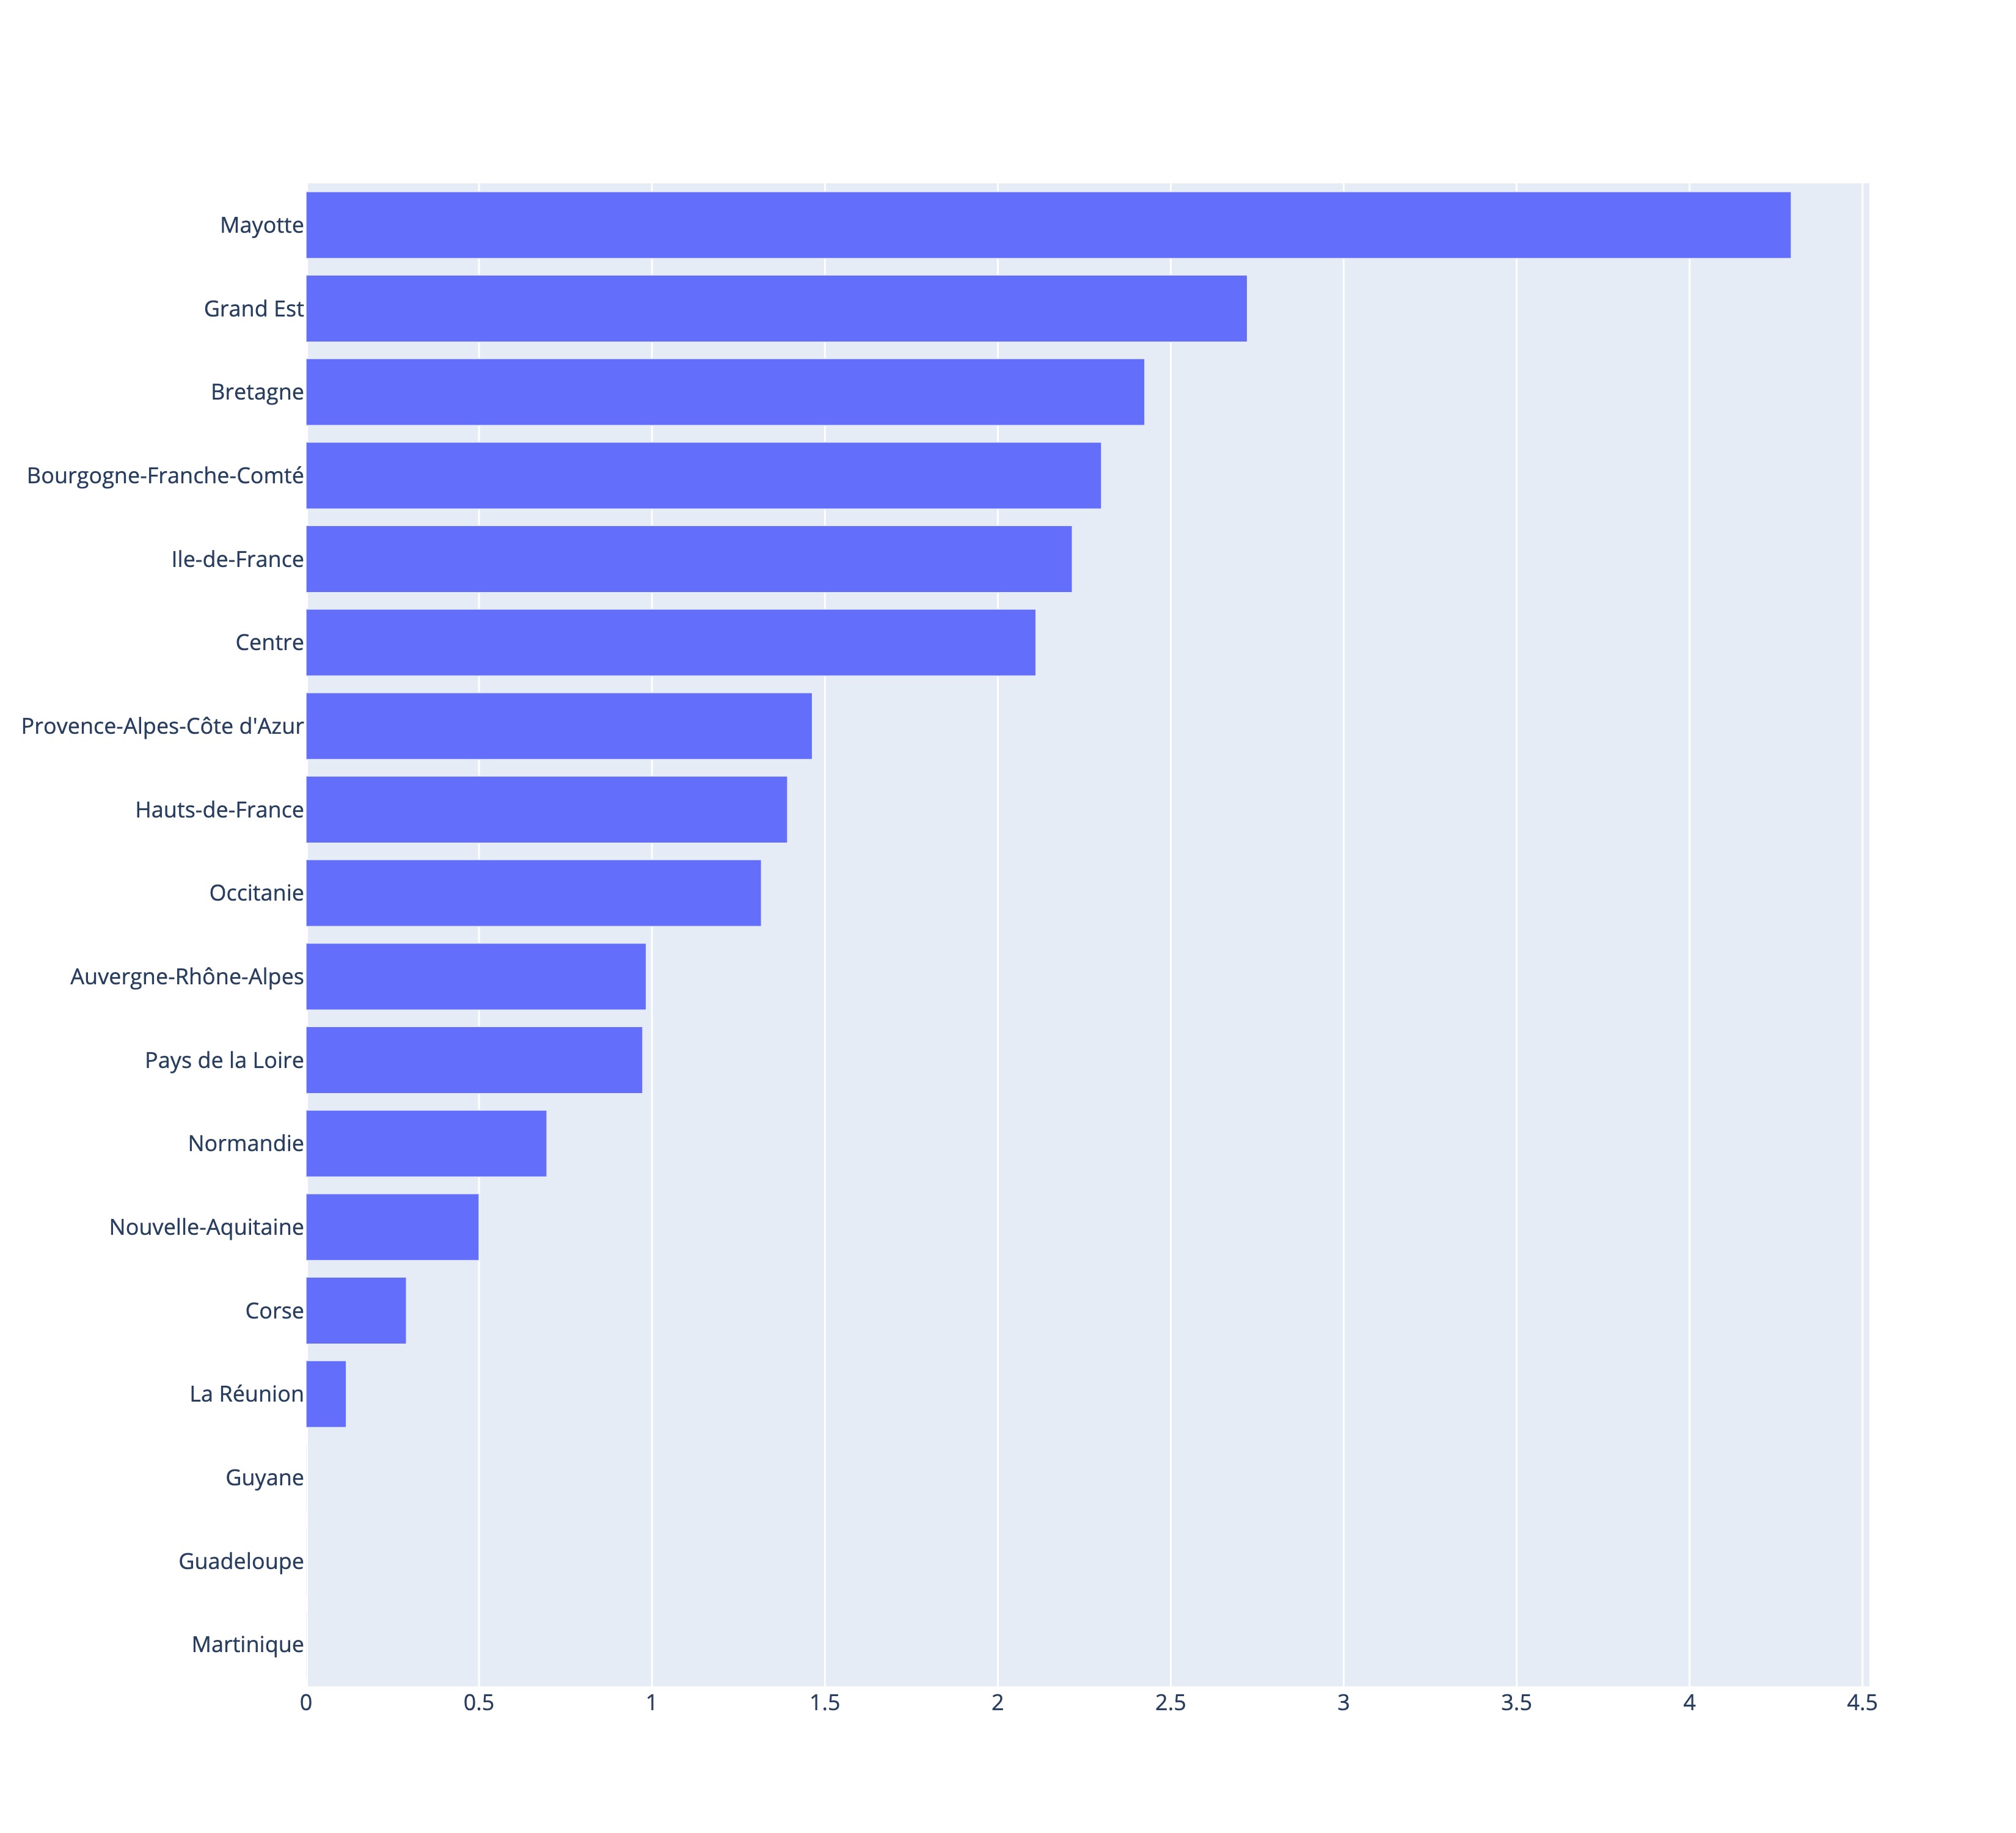 Mayotte
Grand Est
Bretagne
Bourgogne-Franche-Comté
Ile-de-France
Centre
Provence-Alpes-Côte d'Azur
Hauts-de-France
Occitanie
Auvergne-Rhône-Alpes
Pays de la Loire
Normandie
Nouvelle-Aquitaine
Corse
La Réunion
Guyane
Guadeloupe
Martinique
0 0.5 1 1.5 2 2.5 3 3.5 4 4.5